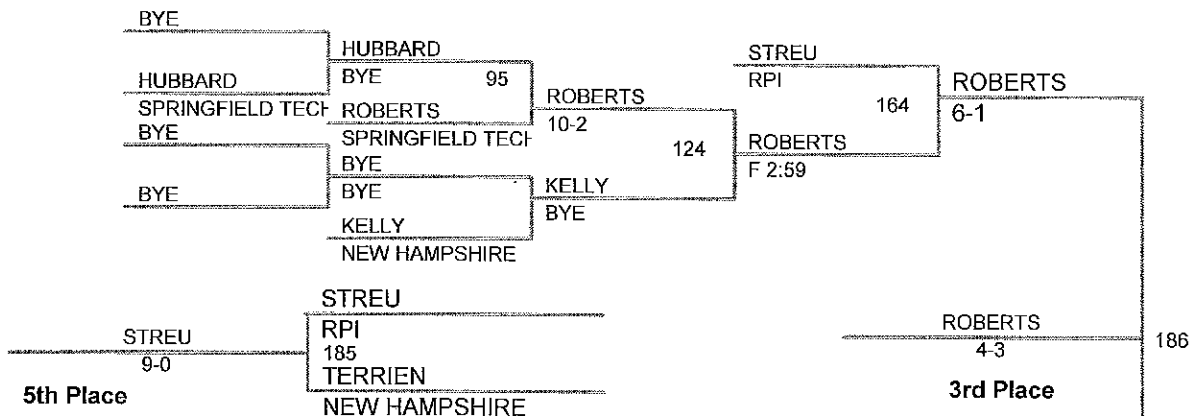 BYE
HUBBARD
SPRINGFIELD TECH
BYE
BYE
HUBBARD
BYE
95
ROBERTS
SPRINGFIELD TECH
BYE
BYE
KELLY
NEW HAMPSHIRE
ROBERTS
10-2
124
KELLY
BYE
STREU
RPI
164
ROBERTS
F 2:59
ROBERTS
6-1
STREU
9-0
5th Place
STREU
RPI
185
TERRIEN
NEW HAMPSHIRE
ROBERTS
4-3
186
3rd Place